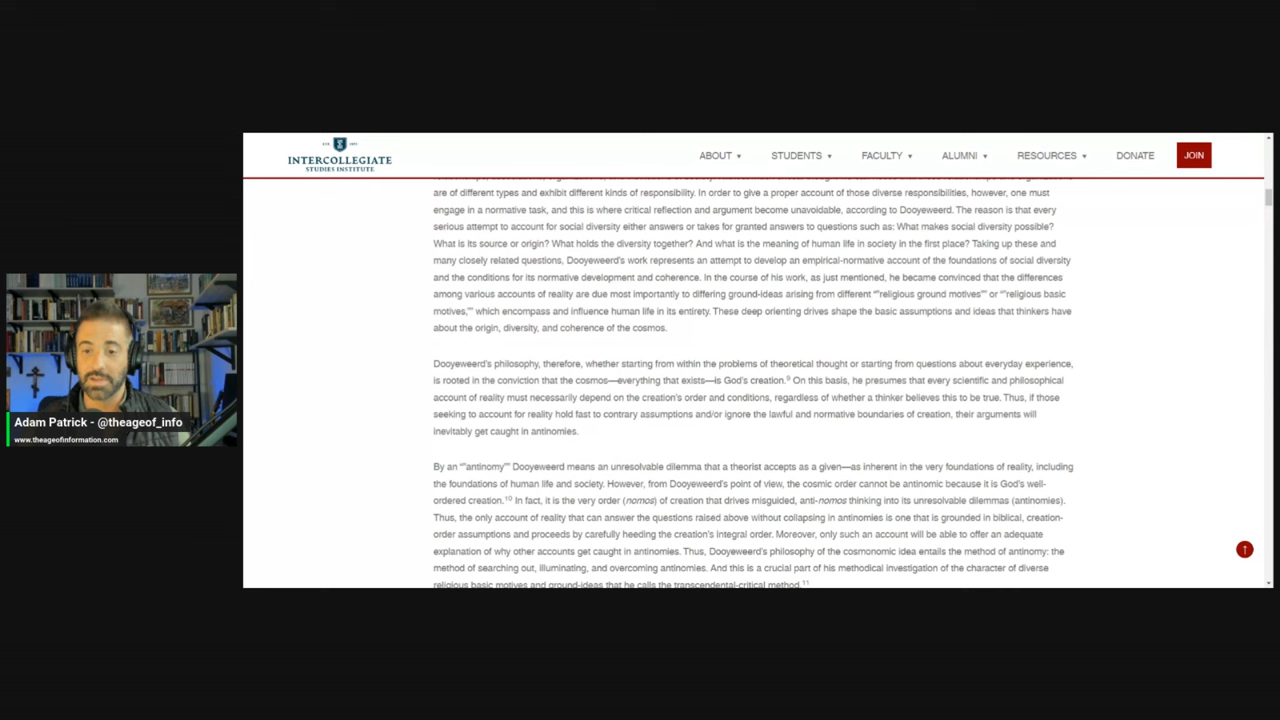 EST. 1953
INTERCOLLEGIATE
STUDIES INSTITUTE
ABOUT ▾ STUDENTS ▾ FACULTY ▾ ALUMNI ▾ RESOURCES ▾ DONATE JOIN
are of different types and exhibit different kinds of responsibility. In order to give a proper account of those diverse responsibilities, however, one must
engage in a normative task, and this is where critical reflection and argument become unavoidable, according to Dooyeweerd. The reason is that every
serious attempt to account for social diversity either answers or takes for granted answers to questions such as: What makes social diversity possible?
What is its source or origin? What holds the diversity together? And what is the meaning of human life in society in the first place? Taking up these and
many closely related questions, Dooyeweerd's work represents an attempt to develop an empirical-normative account of the foundations of social diversity
and the conditions for its normative development and coherence. In the course of his work, as just mentioned, he became convinced that the differences
among various accounts of reality are due most importantly to differing ground-ideas arising from different “"religious ground motives”" or “"religious basic
motives,”" which encompass and influence human life in its entirety. These deep orienting drives shape the basic assumptions and ideas that thinkers have
about the origin, diversity, and coherence of the cosmos.
Dooyeweerd's philosophy, therefore, whether starting from within the problems of theoretical thought or starting from questions about everyday experience,
is rooted in the conviction that the cosmos—everything that exists—is God's creation.9 On this basis, he presumes that every scientific and philosophical
account of reality must necessarily depend on the creation's order and conditions, regardless of whether a thinker believes this to be true. Thus, if those
seeking to account for reality hold fast to contrary assumptions and/or ignore the lawful and normative boundaries of creation, their arguments will
inevitably get caught in antinomies.
By an “"antinomy”" Dooyeweerd means an unresolvable dilemma that a theorist accepts as a given—as inherent in the very foundations of reality, including
the foundations of human life and society. However, from Dooyeweerd's point of view, the cosmic order cannot be antinomic because it is God's well-
ordered creation.10 In fact, it is the very order (nomos) of creation that drives misguided, anti-nomos thinking into its unresolvable dilemmas (antinomies).
Thus, the only account of reality that can answer the questions raised above without collapsing in antinomies is one that is grounded in biblical, creation-
order assumptions and proceeds by carefully heeding the creation's integral order. Moreover, only such an account will be able to offer an adequate
explanation of why other accounts get caught in antinomies. Thus, Dooyeweerd's philosophy of the cosmonomic idea entails the method of antinomy: the
method of searching out, illuminating, and overcoming antinomies. And this is a crucial part of his methodical investigation of the character of diverse
religious basic motives and ground-ideas that he calls the transcendental-critical method.11
Adam Patrick - @theageof_info
www.theageofinformation.com